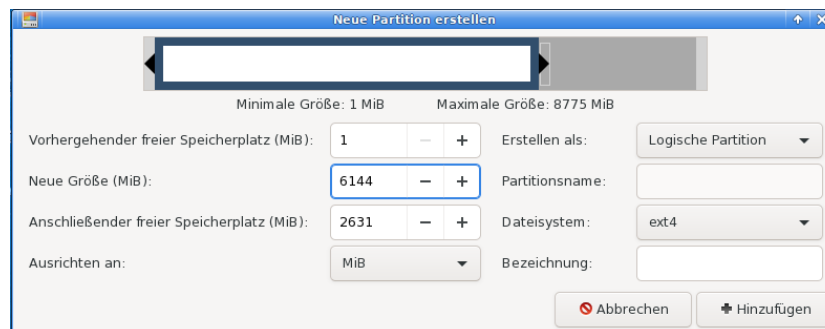 Neue Partition erstellen
Minimale Größe: 1 MiB Maximale Größe: 8775 MiB
Vorhergehender freier Speicherplatz (MiB): 1 Erstellen als: Logische Partition
Neue Größe (MiB): 6144 Partitionsname:
Anschließender freier Speicherplatz (MiB): 2631 Dateisystem: ext4
Ausrichten an: MiB Bezeichnung:
Abbrechen Hinzufügen